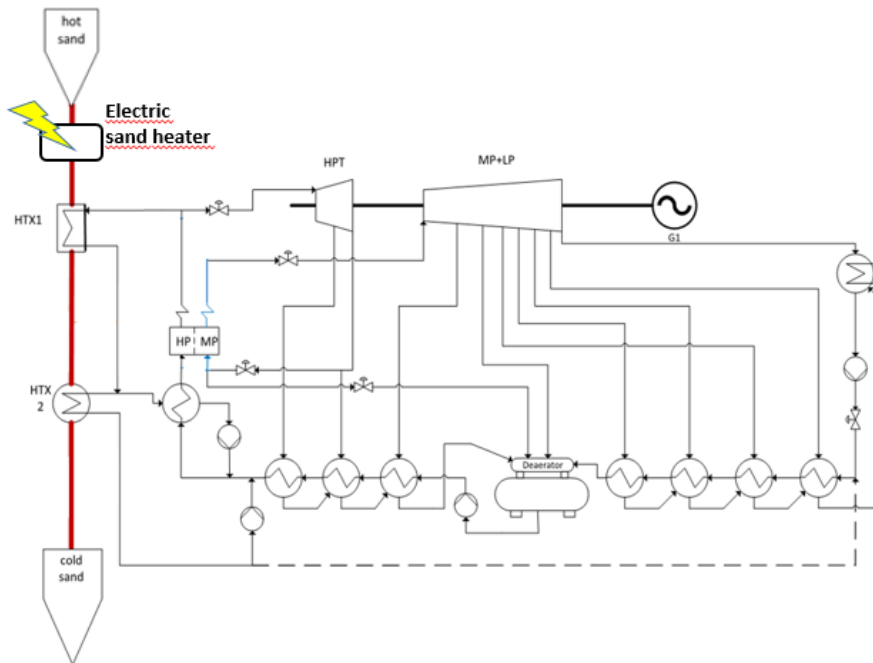 hot
sand
Electric
sand heater
HPT
MP+LP
HTX1
G1
HP
MP
HTX
2
Deaerator
cold
sand